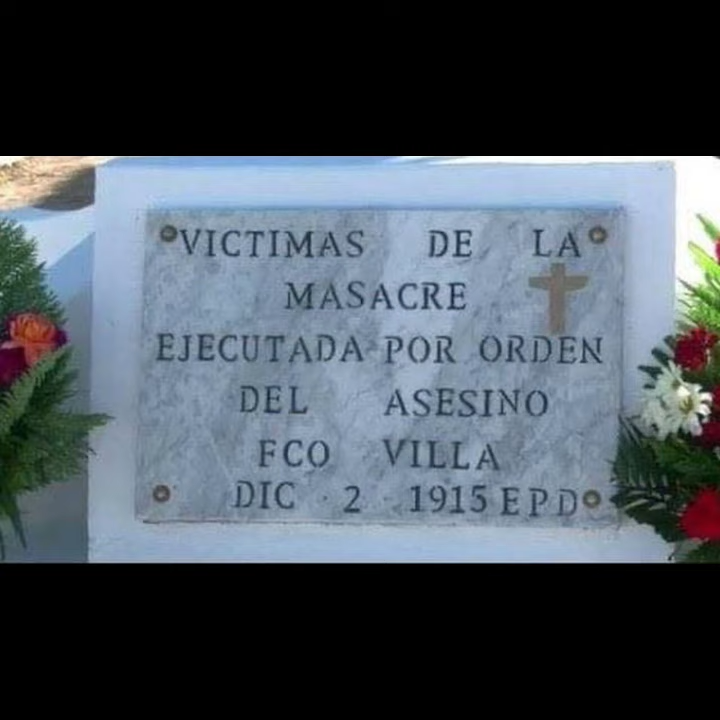 VICTIMAS DE LA
MASACRE
EJECUTADA POR ORDEN
DEL ASESINO
FCO VILLA
DIC · 2 1915 EPD